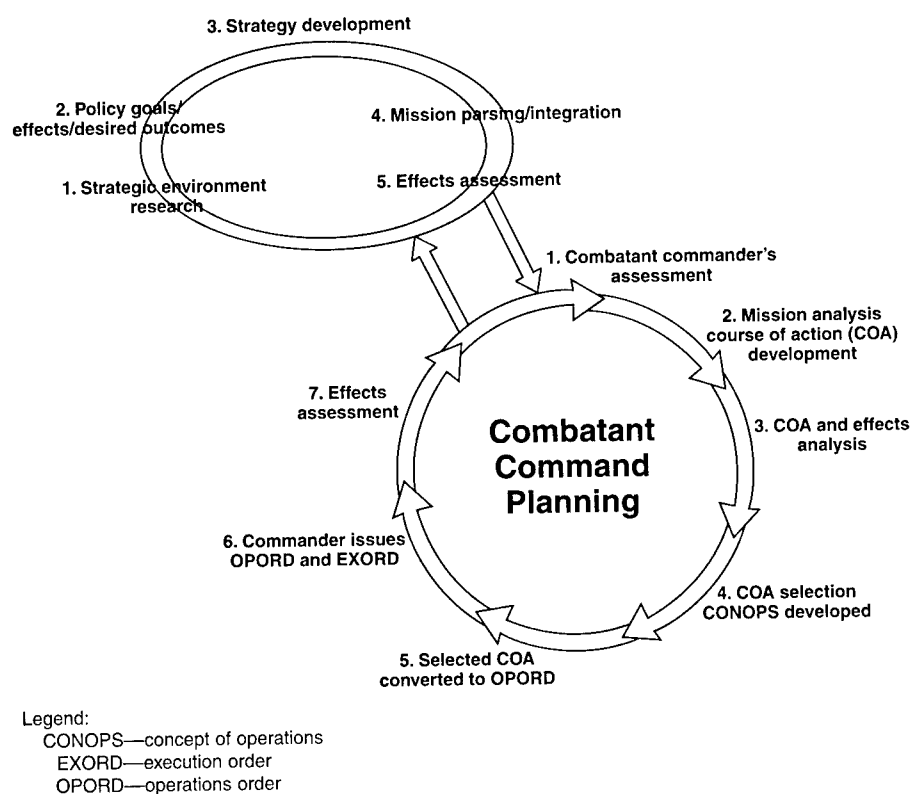 3. Strategy development
2. Policy goals/
effects/desired outcomes
4. Mission parsing/integration
1. Strategic environment
research
5. Effects assessment
1. Combatant commander's
assessment
2. Mission analysis
course of action (COA)
development
3. COA and effects
analysis
4. COA selection
CONOPS developed
5. Selected COA
converted to OPORD
6. Commander issues
OPORD and EXORD
7. Effects
assessment
Combatant
Command
Planning
Legend:
CONOPS—concept of operations
EXORD—execution order
OPORD—operations order